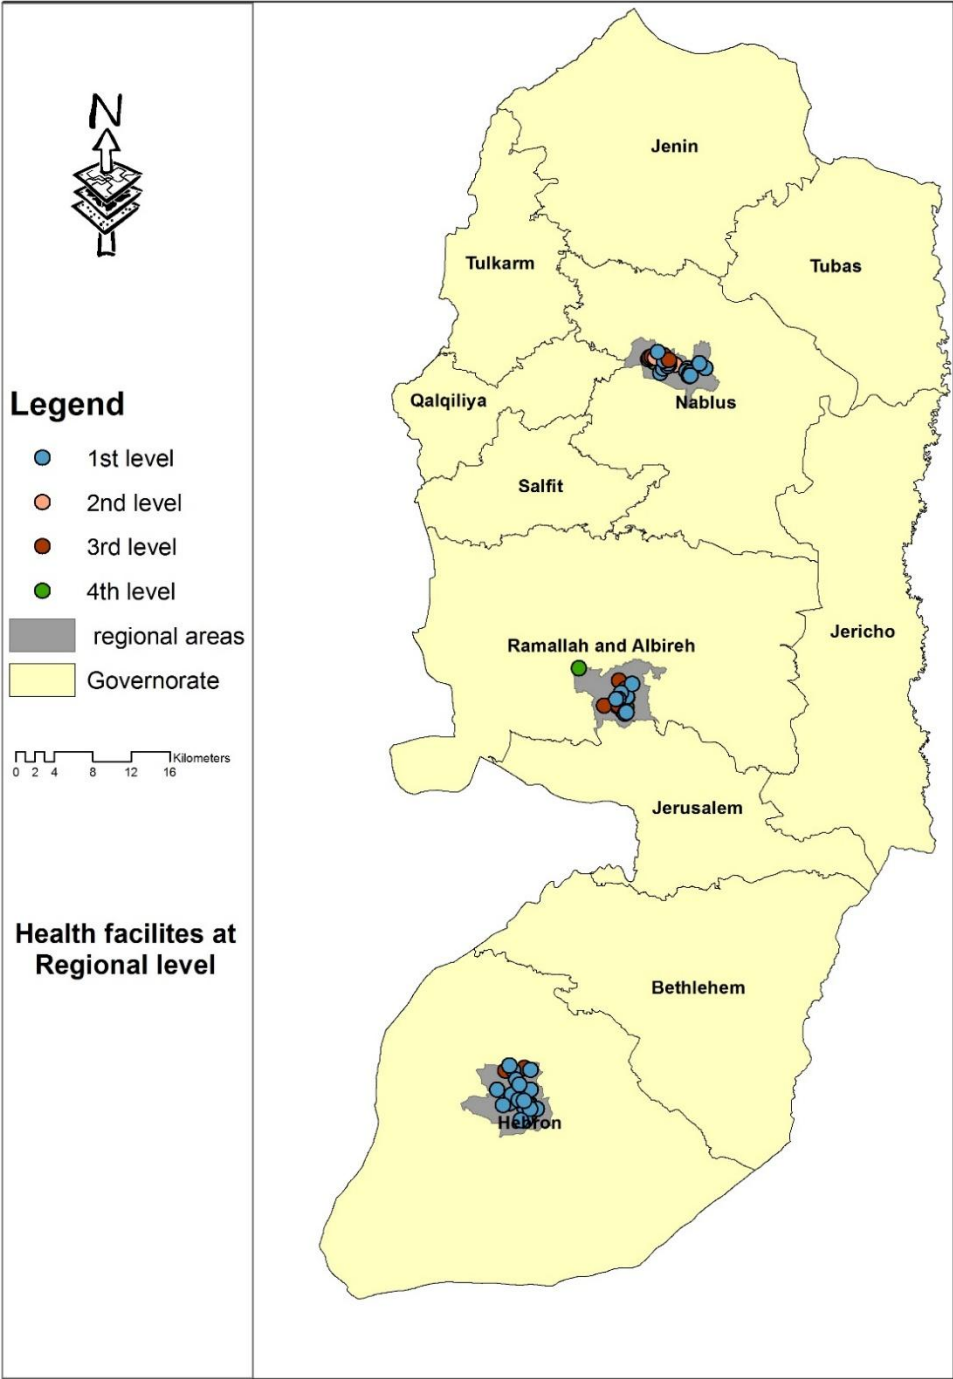 N
Legend
1st level
2nd level
3rd level
4th level
regional areas
Governorate
Kilometers
0 2 4 8 12 16
Health facilites at
Regional level
Jenin
Tulkarm
Tubas
Qalqiliya
Nablus
Salfit
Jericho
Ramallah and Albireh
Jerusalem
Bethlehem
Hebron